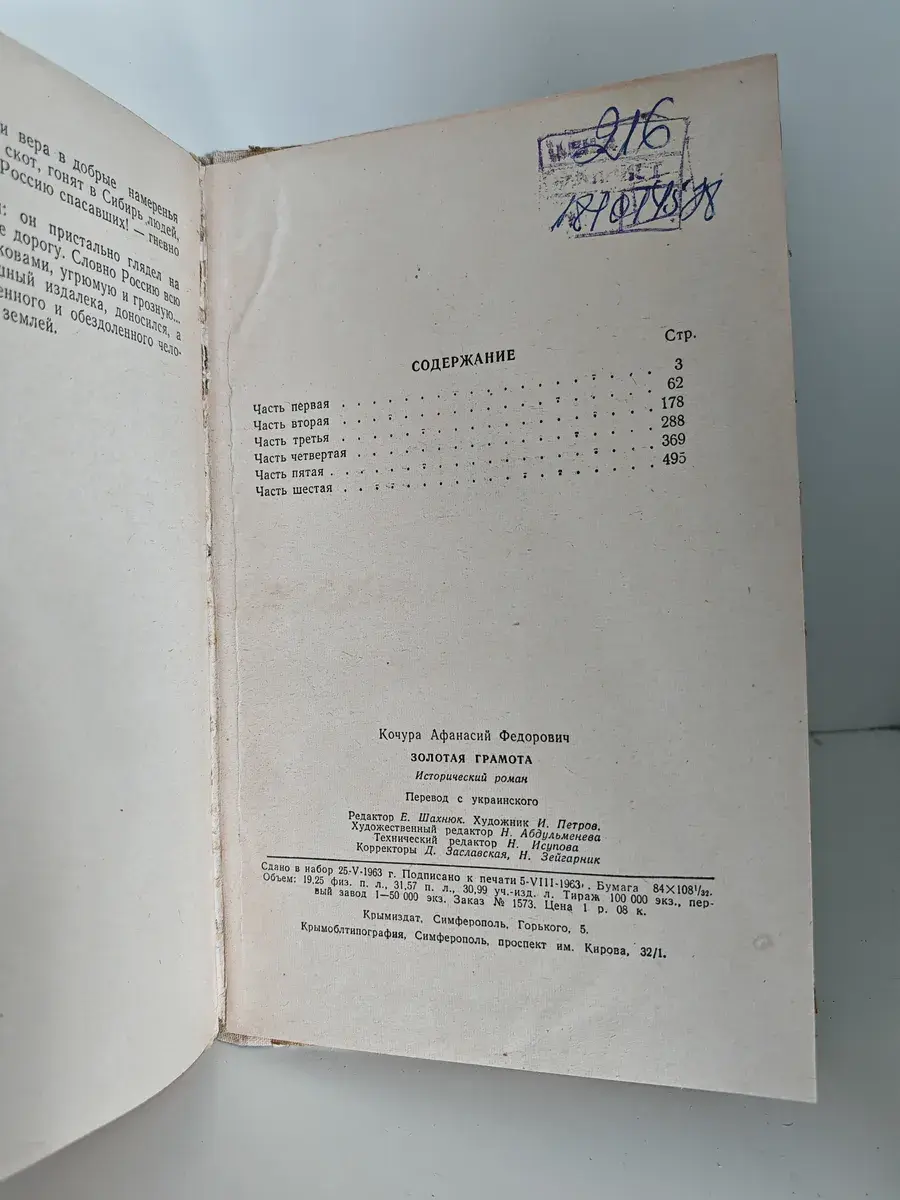 и вера в добрые намеренья
скот, гонят в Сибирь людей,
Россию спасавших! — гневно
он пристально глядел на
дорогу. Словно Россию всю
угрюмую и грозную...
издалека, доносился, а
и обездоленного чело-
землей.
216
СОДЕРЖАНИЕ
Стр.
Часть первая 3
Часть вторая 62
Часть третья 178
Часть четвертая 288
Часть пятая 369
Часть шестая 495
Кочура Афанасий Федорович
ЗОЛОТАЯ ГРАМОТА
Исторический роман
Перевод с украинского
Редактор Е. Шахнюк. Художник И. Петров.
Художественный редактор Н. Абдульменева
Технический редактор Н. Исупова
Корректоры Д. Заславская, Н. Зейгарник
Сдано в набор 25-V-1963 г. Подписано к печати 5-VIII-1963. Бумага 84×108¹/₃₂.
Объем: 19,25 физ. п. л., 31,57 п. л., 30,99 уч.-изд. л. Тираж 100 000 экз., пер-
вый завод 1—50 000 экз. Заказ № 1573. Цена 1 р. 08 к.
Крымиздат, Симферополь, Горького, 5.
Крымоблтипография, Симферополь, проспект им. Кирова, 32/1.